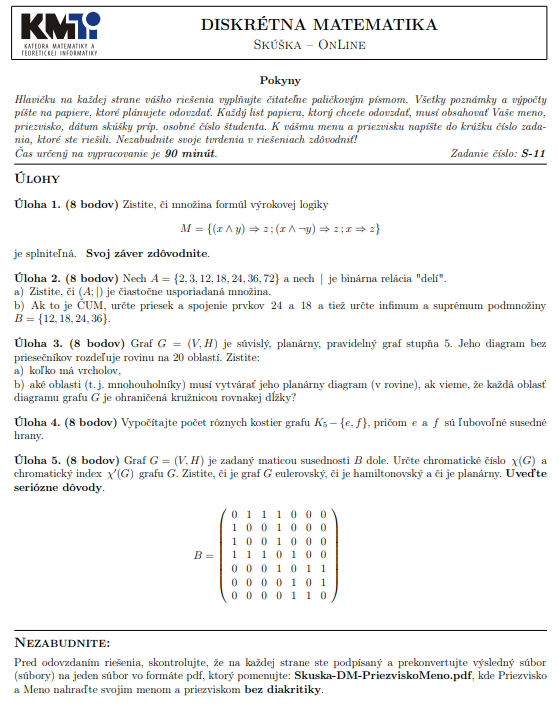 KMTi
KATEDRA MATEMATIKY A
TEORETICKEJ INFORMATIKY
DISKRÉTNA MATEMATIKA
Skúška – OnLine
Pokyny
Hlavičku na každej strane vášho riešenia vyplňujte čitateľne paličkovým písmom. Všetky poznámky a výpočty
píšte na papiere, ktoré plánujete odovzdať. Každý list papiera, ktorý chcete odovzdať, musí obsahovať Vaše meno,
priezvisko, dátum skúšky príp. osobné číslo študenta. K vášmu menu a priezvisku napíšte do krúžku číslo zada-
nia, ktoré ste riešili. Nezabudnite svoje tvrdenia v riešeniach zdôvodniť!
Čas určený na vypracovanie je 90 minút. Zadanie číslo: S-11
Úlohy
Úloha 1. (8 bodov) Zistite, či množina formúl výrokovej logiky
M = {(x ∧ y) ⇒ z ; (x ∧ ¬y) ⇒ z ; x ⇒ z}
je splniteľná. Svoj záver zdôvodnite.
Úloha 2. (8 bodov) Nech A = {2, 3, 12, 18, 24, 36, 72} a nech | je binárna relácia "delí".
a) Zistite, či (A; |) je čiastočne usporiadaná množina.
b) Ak to je ČUM, určte priesek a spojenie prvkov 24 a 18 a tiež určte infimum a suprémum podmnožiny
B = {12, 18, 24, 36}.
Úloha 3. (8 bodov) Graf G = (V, H) je súvislý, planárny, pravidelný graf stupňa 5. Jeho diagram bez
priesečníkov rozdeľuje rovinu na 20 oblastí. Zistite:
a) koľko má vrcholov,
b) aké oblasti (t. j. mnohouholníky) musí vytvárať jeho planárny diagram (v rovine), ak vieme, že každá oblasť
diagramu grafu G je ohraničená kružnicou rovnakej dĺžky?
Úloha 4. (8 bodov) Vypočítajte počet rôznych kostier grafu K₅ − {e, f}, pričom e a f sú ľubovoľné susedné
hrany.
Úloha 5. (8 bodov) Graf G = (V, H) je zadaný maticou susednosti B dole. Určte chromatické číslo χ(G) a
chromatický index χ′(G) grafu G. Zistite, či je graf G eulerovský, či je hamiltonovský a či je planárny. Uveďte
seriózne dôvody.
0 1 1 1 0 0 0
1 0 0 1 0 0 0
1 0 0 1 0 0 0
B = 1 1 1 0 1 0 0
0 0 0 1 0 1 1
0 0 0 0 1 0 1
0 0 0 0 1 1 0
Nezabudnite:
Pred odovzdaním riešenia, skontrolujte, že na každej strane ste podpísaný a prekonvertujte výsledný súbor
(súbory) na jeden súbor vo formáte pdf, ktorý pomenujte: Skuska-DM-PriezviskoMeno.pdf, kde Priezvisko
a Meno nahraďte svojim menom a priezviskom bez diakritiky.